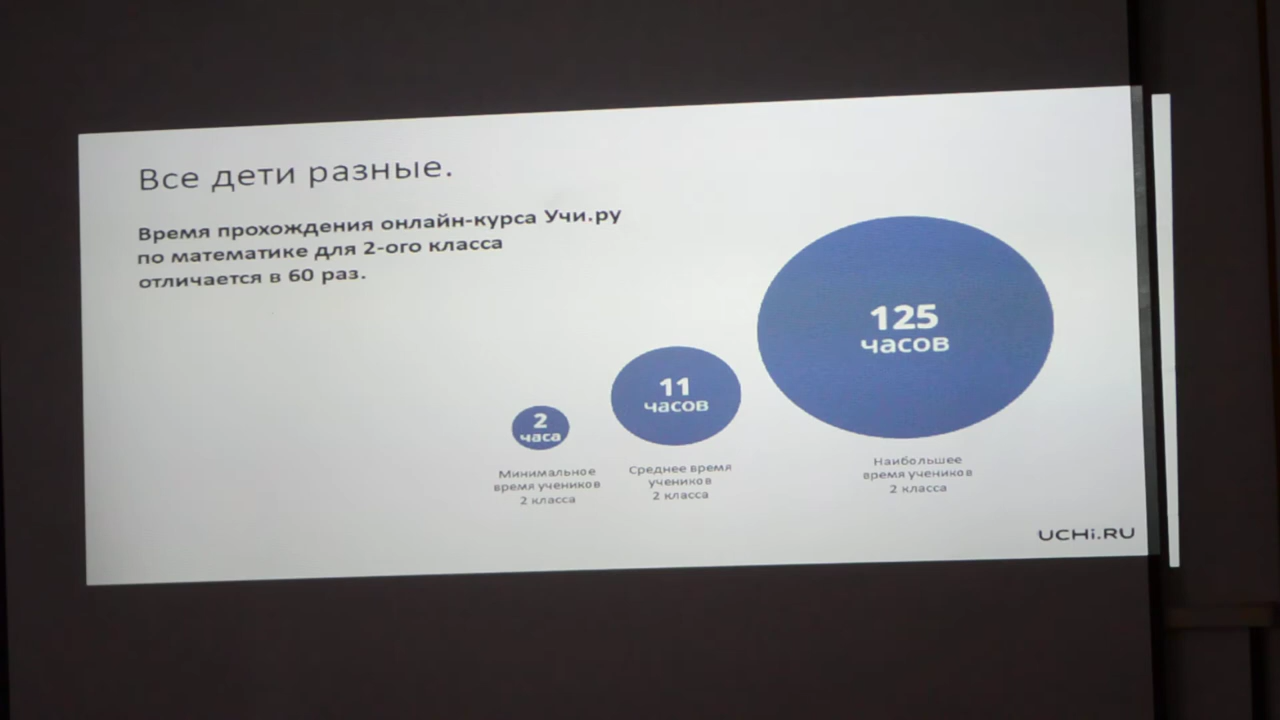 Все дети разные.
Время прохождения онлайн-курса Учи.ру
по математике для 2-ого класса
отличается в 60 раз.
2
часа
Минимальное
время учеников
2 класса
11
часов
Среднее время
учеников
2 класса
125
часов
Наибольшее
время учеников
2 класса
UCHi.RU